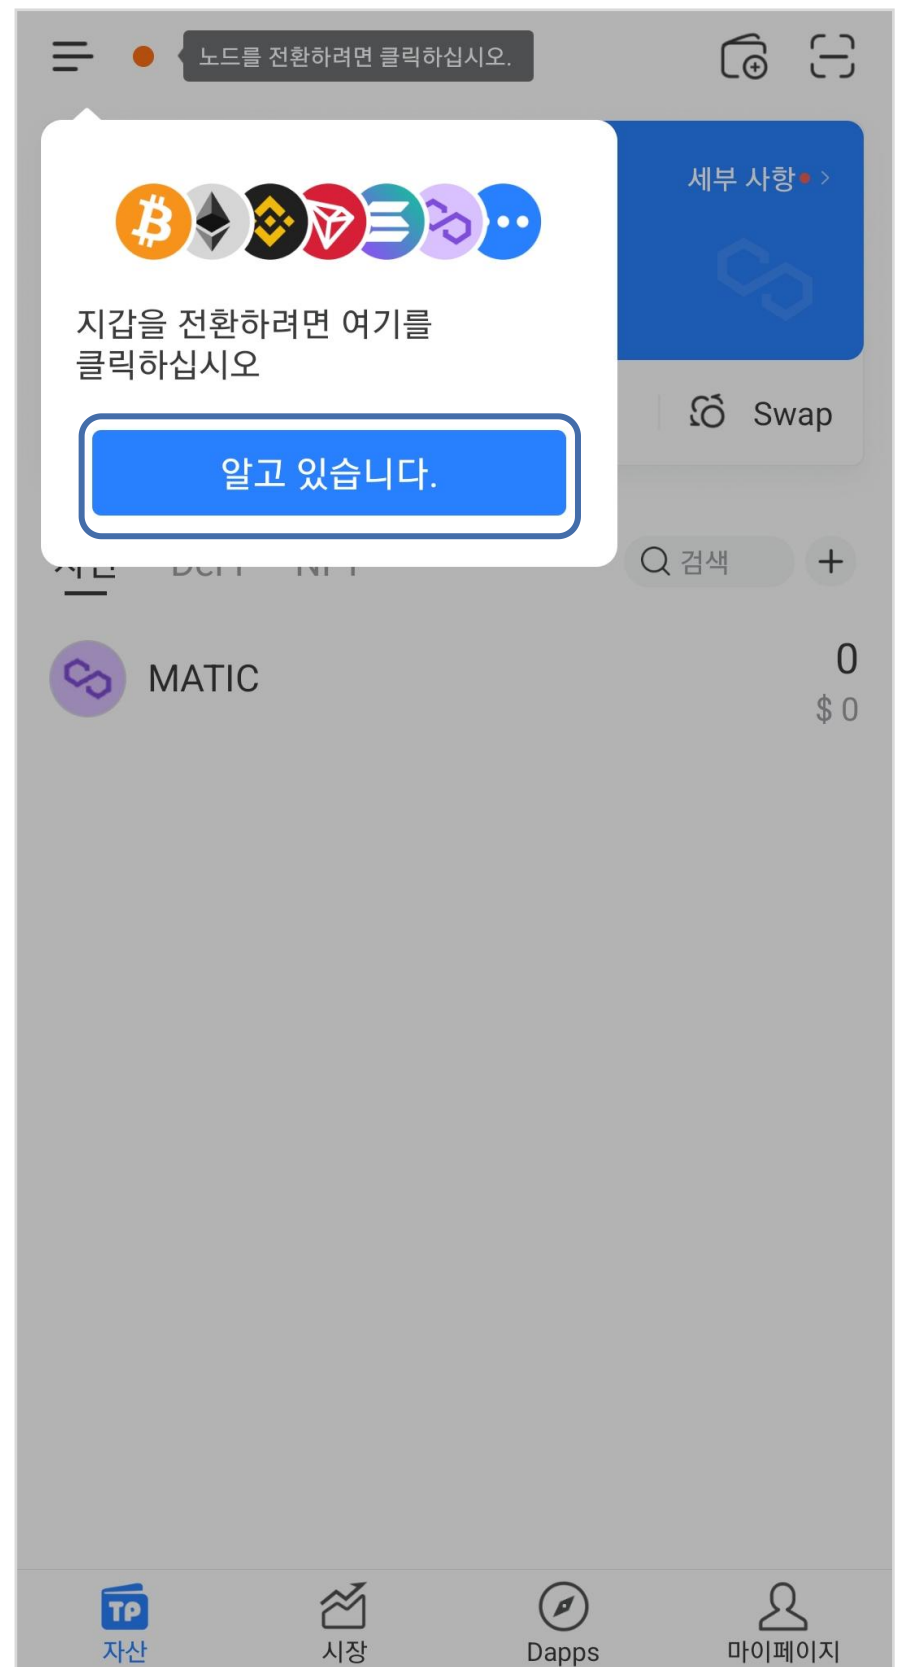 노드를 전환하려면 클릭하십시오.
세부 사항
지갑을 전환하려면 여기를
클릭하십시오
Swap
알고 있습니다.
검색
MATIC
0
$ 0
TP
자산
시장
Dapps
마이페이지